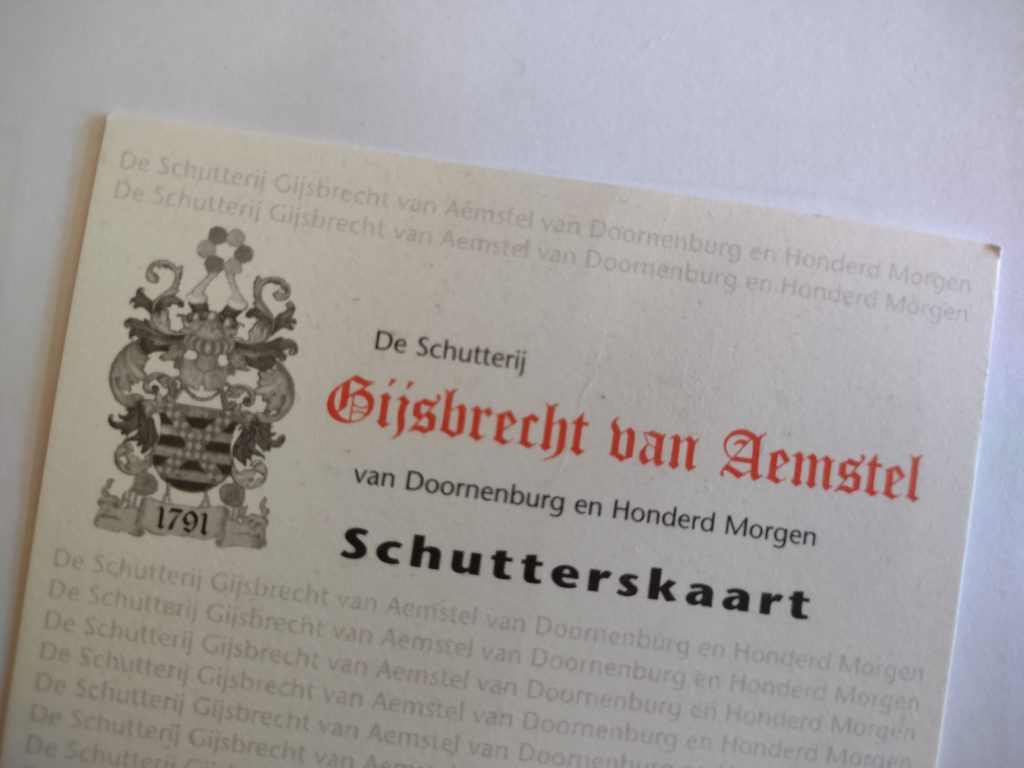 De Schutterij Gijsbrecht van Aemstel van Doornenburg en Honderd Morgen
De Schutterij Gijsbrecht van Aemstel van Doornenburg en Honderd Morgen
De Schutterij
Gijsbrecht van Aemstel
van Doornenburg en Honderd Morgen
Schutterskaart
1791
De Schutterij Gijsbrecht van Aemstel van Doornenburg en Honderd Morgen
De Schutterij Gijsbrecht van Aemstel van Doornenburg en Honderd Morgen
De Schutterij Gijsbrecht van Aemstel van Doornenburg en Honderd Morgen
De Schutterij Gijsbrecht van Aemstel van Doornenburg en Honderd Morgen
De Schutterij Gijsbrecht van Aemstel van Doornenburg en Honderd
De Schutterij Gijsbrecht van Aemstel van
De Schutterij